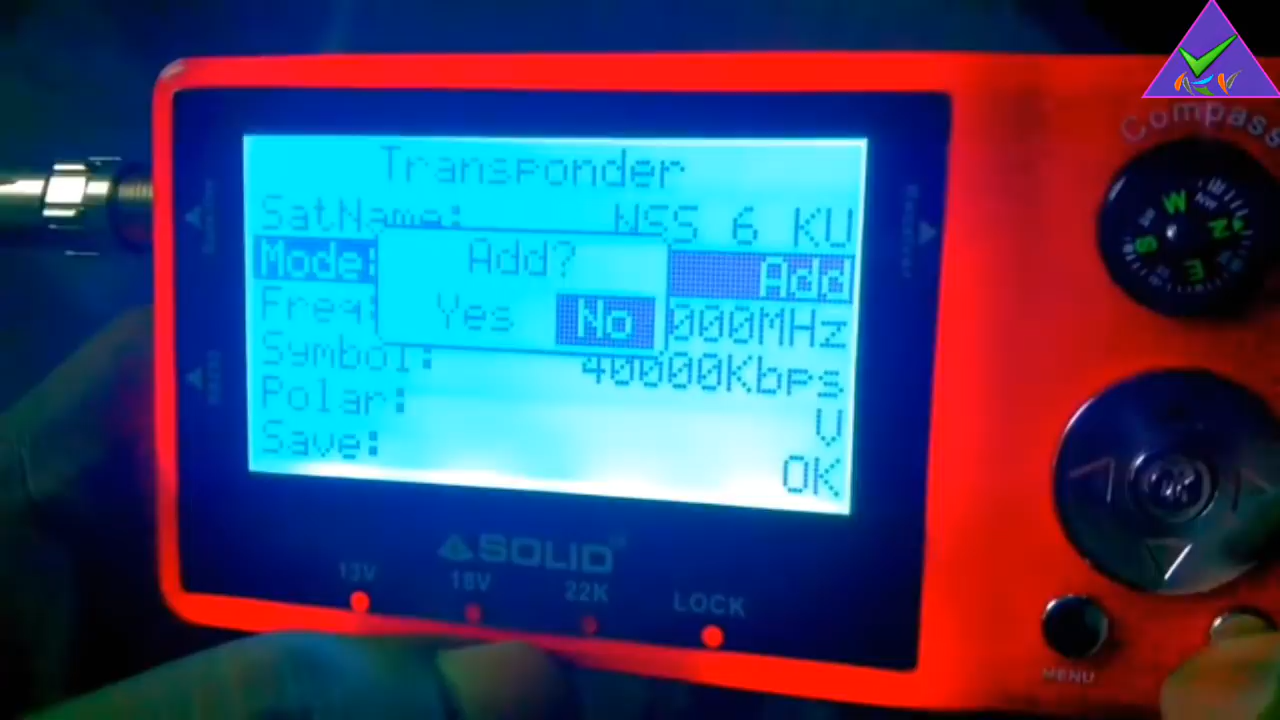 Compass
Transponder
SatName: NSS 6 KU
Add?
Mode: Add
Yes No
Freq: 000MHz
Symbol: 40000Kbps
Polar: V
Save: OK
W
N
S
E
OK
SOLID
13V 18V 22K LOCK
MENU